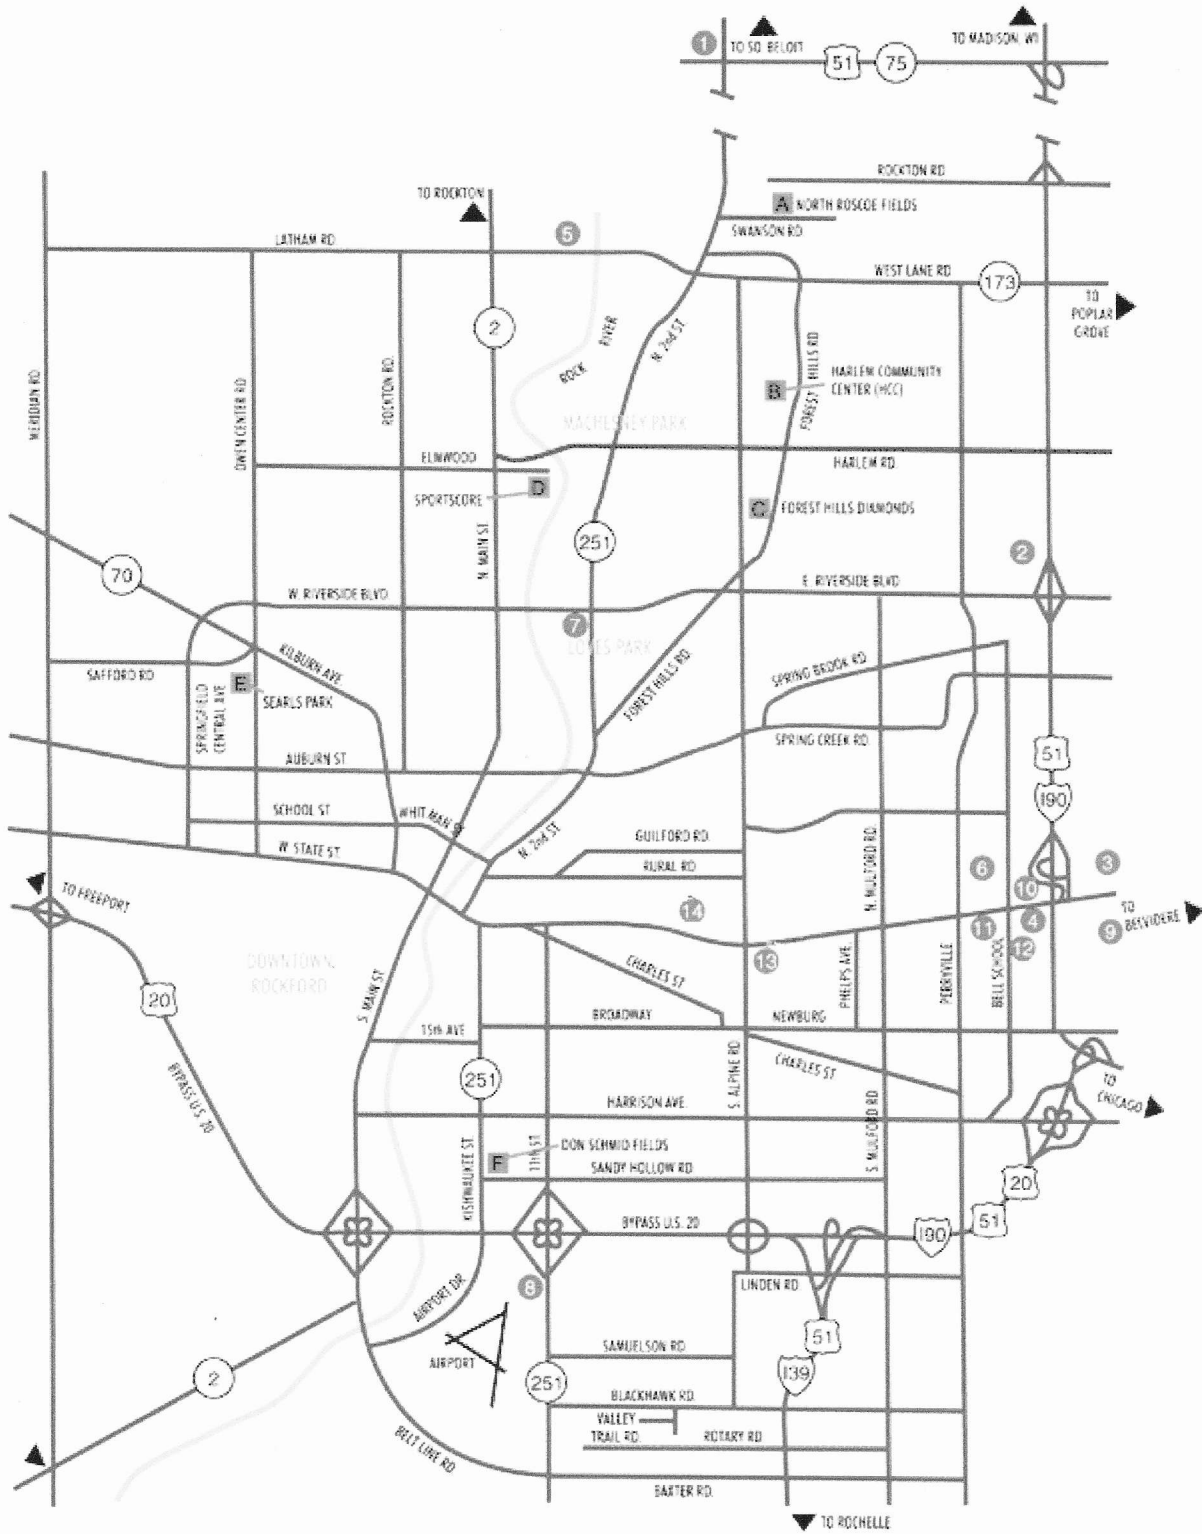 1
TO SO. BELOIT
51
75
TO MADISON, WI
ROCKTON RD
TO ROCKTON
A
NORTH ROSCOE FIELDS
SWANSON RD
5
LATHAM RD
WEST LANE RD
173
TO
POPLAR
GROVE
2
ROCK RIVER
N. 2nd ST
FOREST HILLS RD
B
HARLEM COMMUNITY
CENTER (HCC)
MERIDIAN RD
OWEN CENTER RD
ROCKTON RD.
MACHESNEY PARK
ELMWOOD
HARLEM RD.
SPORTSCORE
D
C
FOREST HILLS DIAMONDS
N. MAIN ST.
251
2
70
E. RIVERSIDE BLVD
W. RIVERSIDE BLVD
7
LOVES PARK
SAFFORD RD
KILBURN AVE
E
SEARLS PARK
SPRINGFIELD
CENTRAL AVE
FOREST HILLS RD
SPRING BROOK RD
SPRING CREEK RD.
51
190
AUBURN ST
SCHOOL ST
WHITMAN ST
W. STATE ST.
N. 2nd ST
GUILFORD RD.
RURAL RD
N. MULFORD RD.
6
10
3
TO FREEPORT
14
11
4
12
9
TO
BELVIDERE
13
DOWNTOWN,
ROCKFORD
20
S. MAIN ST
CHARLES ST
PHELPS AVE.
PERRYVILLE
BELL SCHOOL
BROADWAY
NEWBURG
15th AVE
251
S. ALPINE RD.
CHARLES ST
TO
CHICAGO
BYPASS U.S. 20
HARRISON AVE.
S. MULFORD RD
KISHWAUKEE ST.
11th ST.
F
DON SCHMID FIELDS
SANDY HOLLOW RD
20
51
190
BYPASS U.S. 20
8
LINDEN RD
AIRPORT DR
AIRPORT
51
SAMUELSON RD
139
2
251
BLACKHAWK RD.
VALLEY
TRAIL RD.
ROTARY RD
BELT LINE RD
BAXTER RD.
TO ROCHELLE